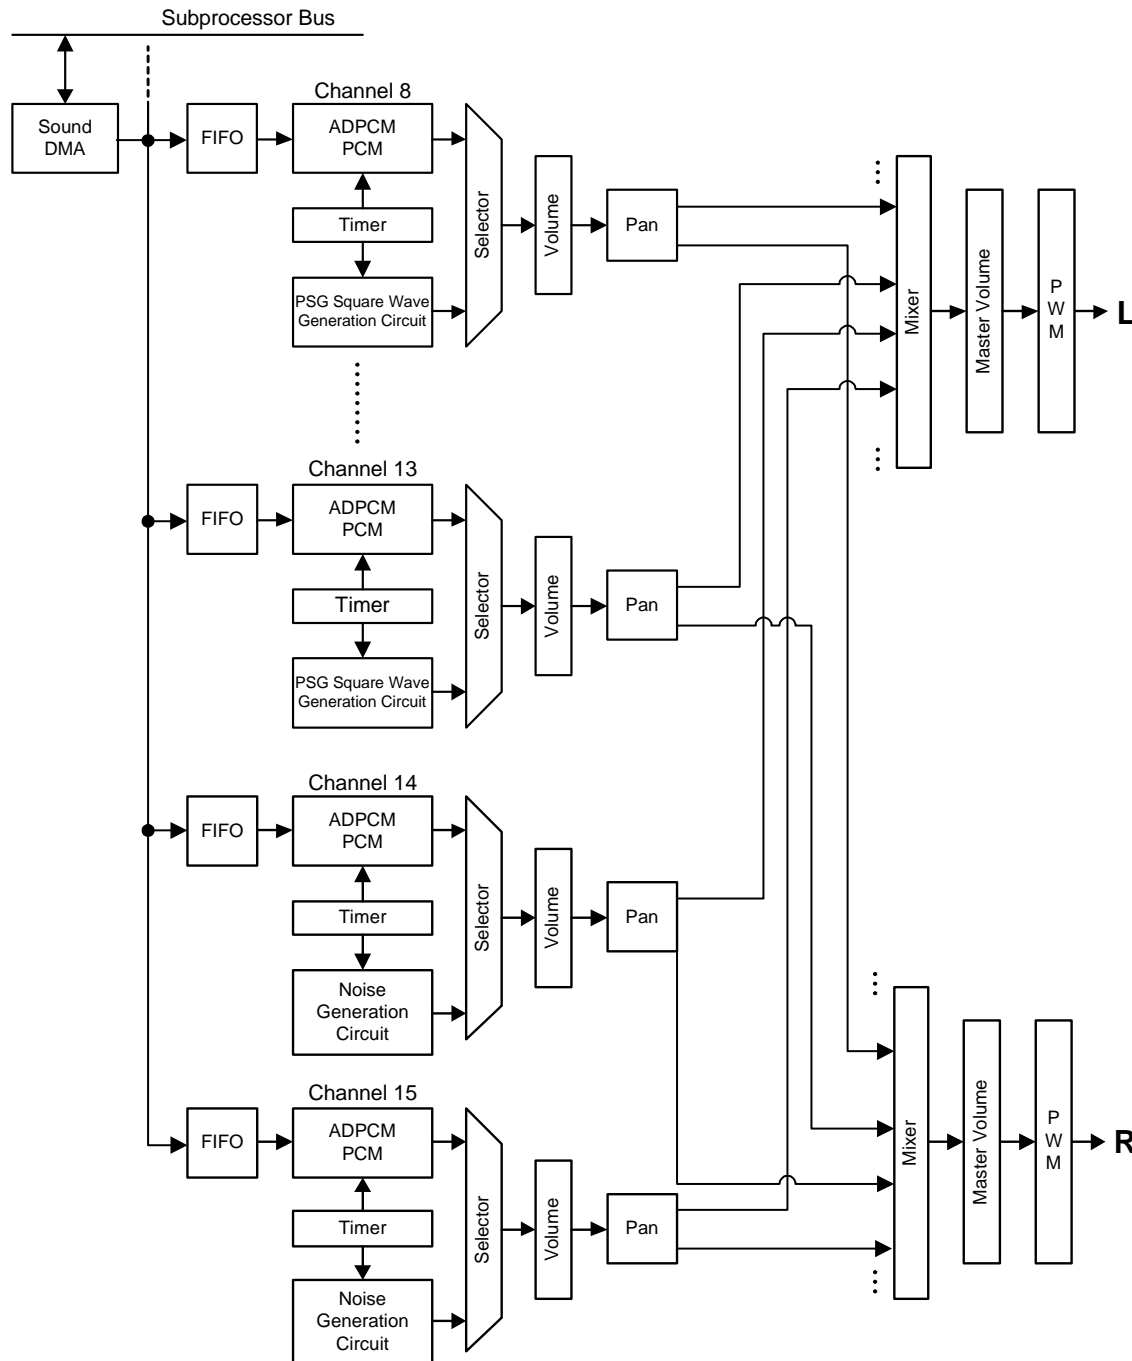 Subprocessor Bus
Sound
DMA
FIFO
Channel 8
ADPCM
PCM
Timer
PSG Square Wave
Generation Circuit
Selector
Volume
Pan
Channel 13
FIFO
ADPCM
PCM
Timer
PSG Square Wave
Generation Circuit
Selector
Volume
Pan
Channel 14
FIFO
ADPCM
PCM
Timer
Noise
Generation
Circuit
Selector
Volume
Pan
Channel 15
FIFO
ADPCM
PCM
Timer
Noise
Generation
Circuit
Selector
Volume
Pan
Mixer
Master Volume
P
W
M
L
Mixer
Master Volume
P
W
M
R